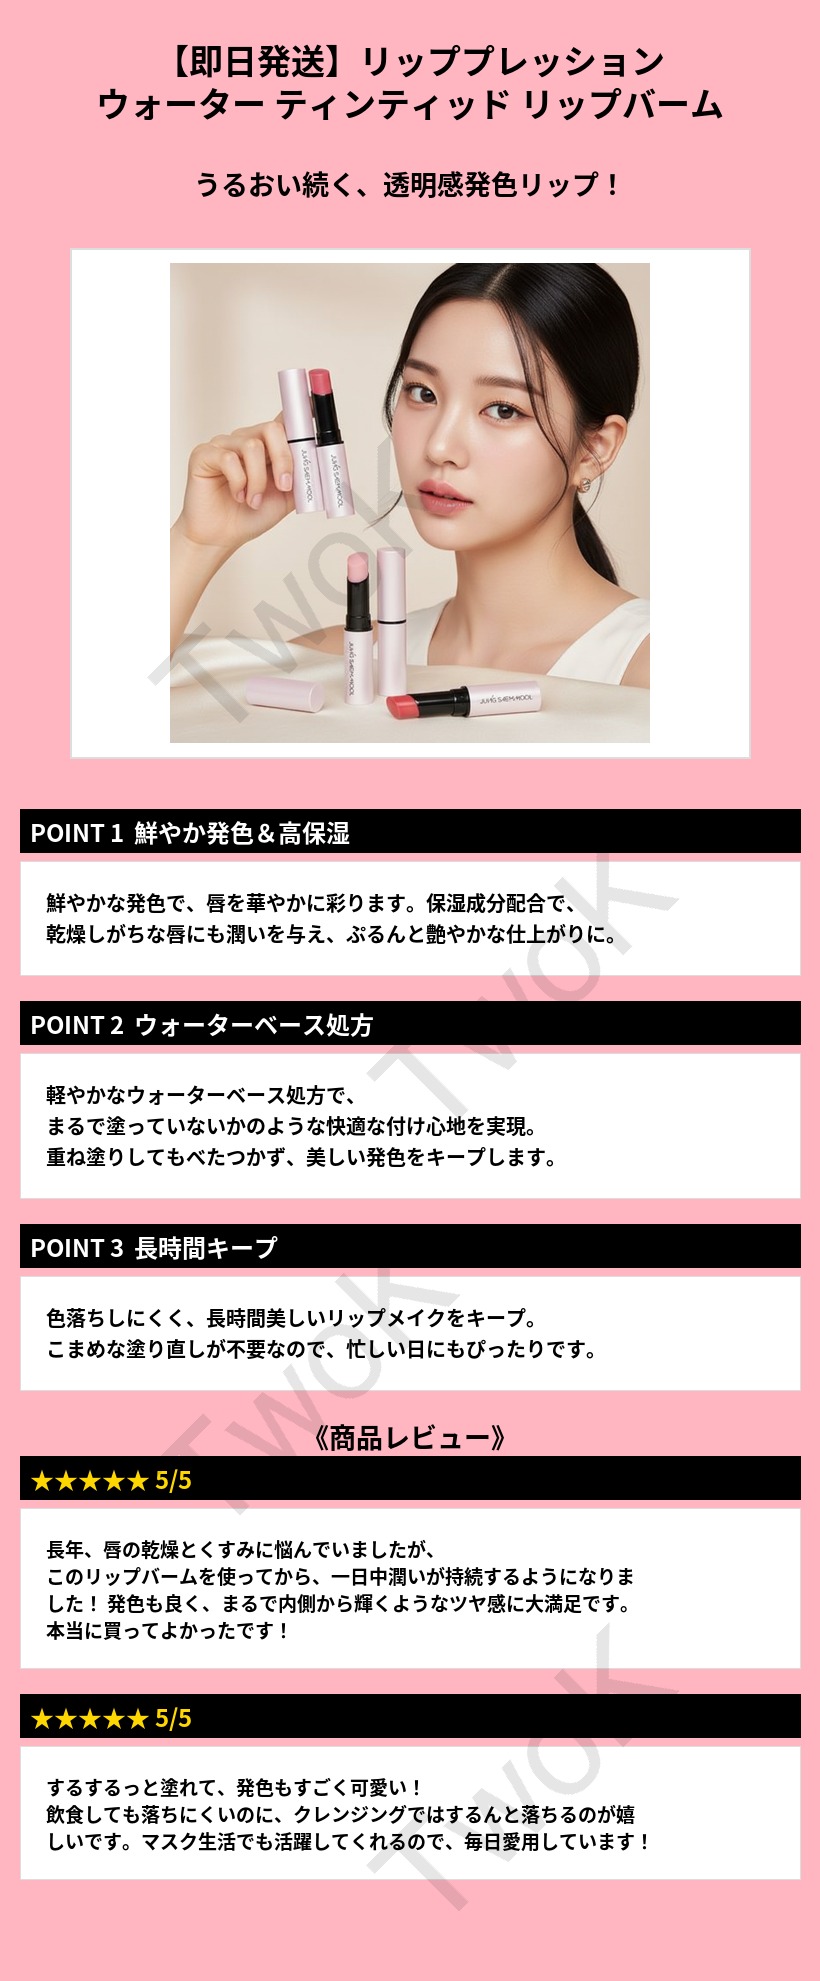 【即日発送】リッププレッション
ウォーター ティンティッド リップバーム
うるおい続く、透明感発色リップ！
JUNG SAEM MOOL
JUNG SAEM MOOL
JUNG SAEM MOOL
JUNG SAEM MOOL
TwoK
POINT 1 鮮やか発色＆高保湿
鮮やかな発色で、唇を華やかに彩ります。保湿成分配合で、
乾燥しがちな唇にも潤いを与え、ぷるんと艶やかな仕上がりに。
TwoK
POINT 2 ウォーターベース処方
軽やかなウォーターベース処方で、
まるで塗っていないかのような快適な付け心地を実現。
重ね塗りしてもべたつかず、美しい発色をキープします。
POINT 3 長時間キープ
色落ちしにくく、長時間美しいリップメイクをキープ。
こまめな塗り直しが不要なので、忙しい日にもぴったりです。
TwoK
《商品レビュー》
★★★★★ 5/5
長年、唇の乾燥とくすみに悩んでいましたが、
このリップバームを使ってから、一日中潤いが持続するようになりま
した！ 発色も良く、まるで内側から輝くようなツヤ感に大満足です。
本当に買ってよかったです！
★★★★★ 5/5
するするっと塗れて、発色もすごく可愛い！
飲食しても落ちにくいのに、クレンジングではするんと落ちるのが嬉
しいです。マスク生活でも活躍してくれるので、毎日愛用しています！
TwoK